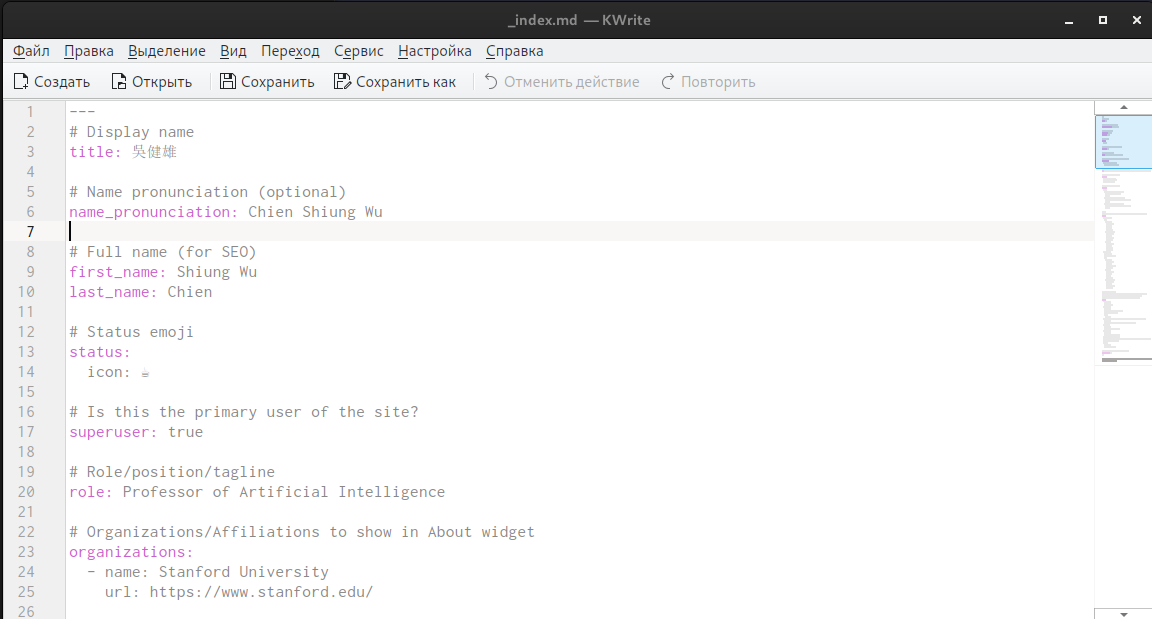 _index.md — KWrite
Файл Правка Выделение Вид Переход Сервис Настройка Справка
Создать Открыть Сохранить Сохранить как Отменить действие Повторить
1 ---
2 # Display name
3 title: 吳健雄
4
5 # Name pronunciation (optional)
6 name_pronunciation: Chien Shiung Wu
7
8 # Full name (for SEO)
9 first_name: Shiung Wu
10 last_name: Chien
11
12 # Status emoji
13 status:
14   icon: ☕
15
16 # Is this the primary user of the site?
17 superuser: true
18
19 # Role/position/tagline
20 role: Professor of Artificial Intelligence
21
22 # Organizations/Affiliations to show in About widget
23 organizations:
24   - name: Stanford University
25     url: https://www.stanford.edu/
26